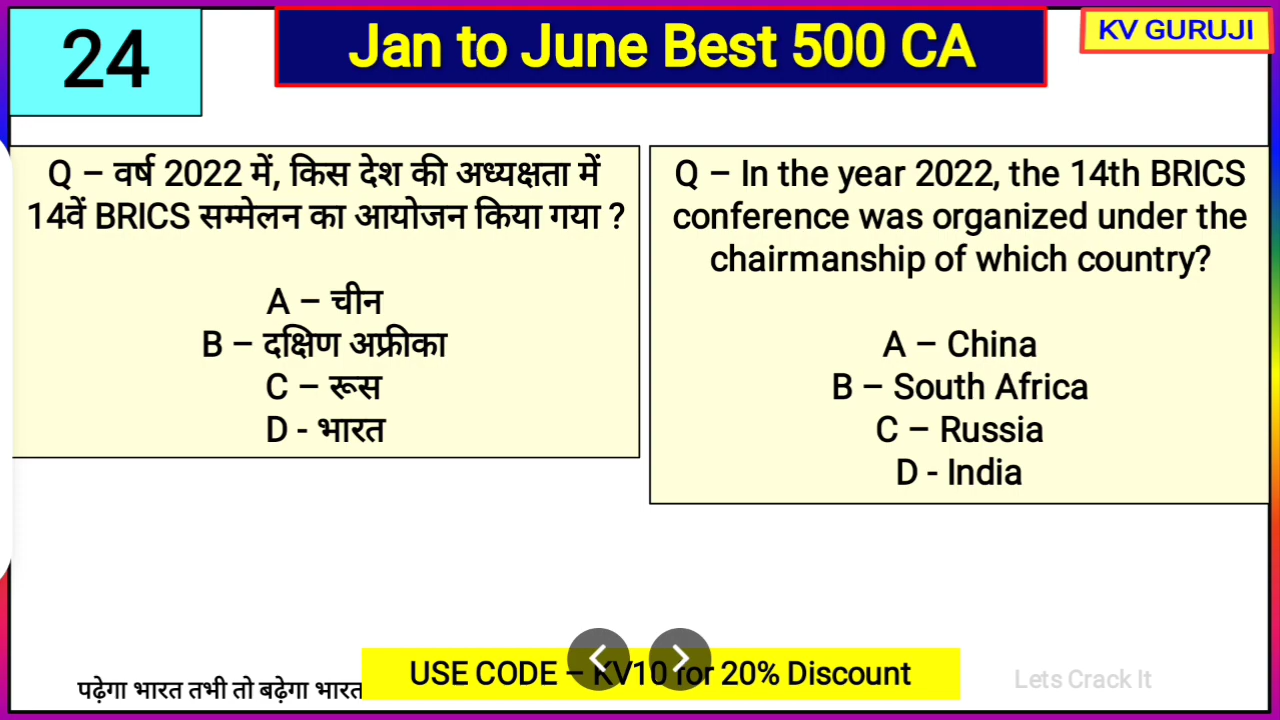 24
Jan to June Best 500 CA
KV GURUJI
Q – वर्ष 2022 में, किस देश की अध्यक्षता में
14वें BRICS सम्मेलन का आयोजन किया गया ?
A – चीन
B – दक्षिण अफ्रीका
C – रूस
D - भारत
Q – In the year 2022, the 14th BRICS
conference was organized under the
chairmanship of which country?
A – China
B – South Africa
C – Russia
D - India
USE CODE – KV10 for 20% Discount
पढ़ेगा भारत तभी तो बढ़ेगा भारत
Lets Crack It